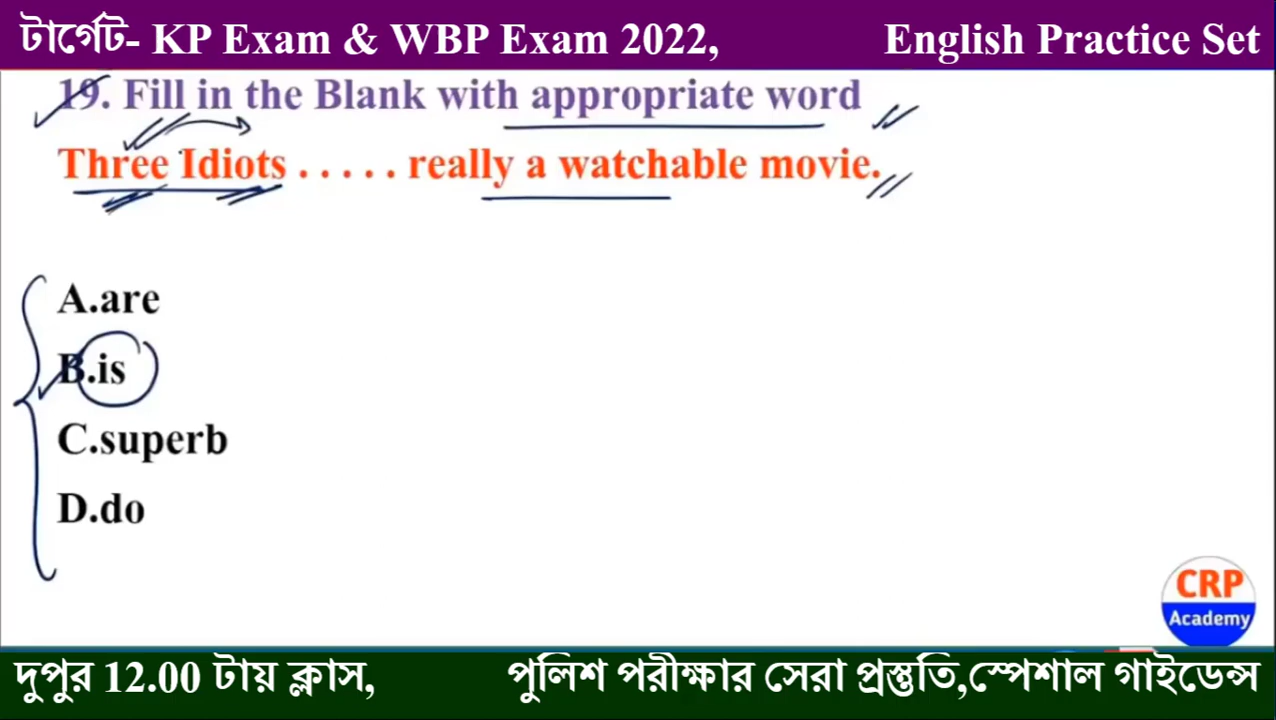 টার্গেট- KP Exam & WBP Exam 2022, English Practice Set
19. Fill in the Blank with appropriate word
Three Idiots . . . . . really a watchable movie.
A.are
B.is
C.superb
D.do
CRP
Academy
দুপুর 12.00 টায় ক্লাস, পুলিশ পরীক্ষার সেরা প্রস্তুতি,স্পেশাল গাইডেন্স